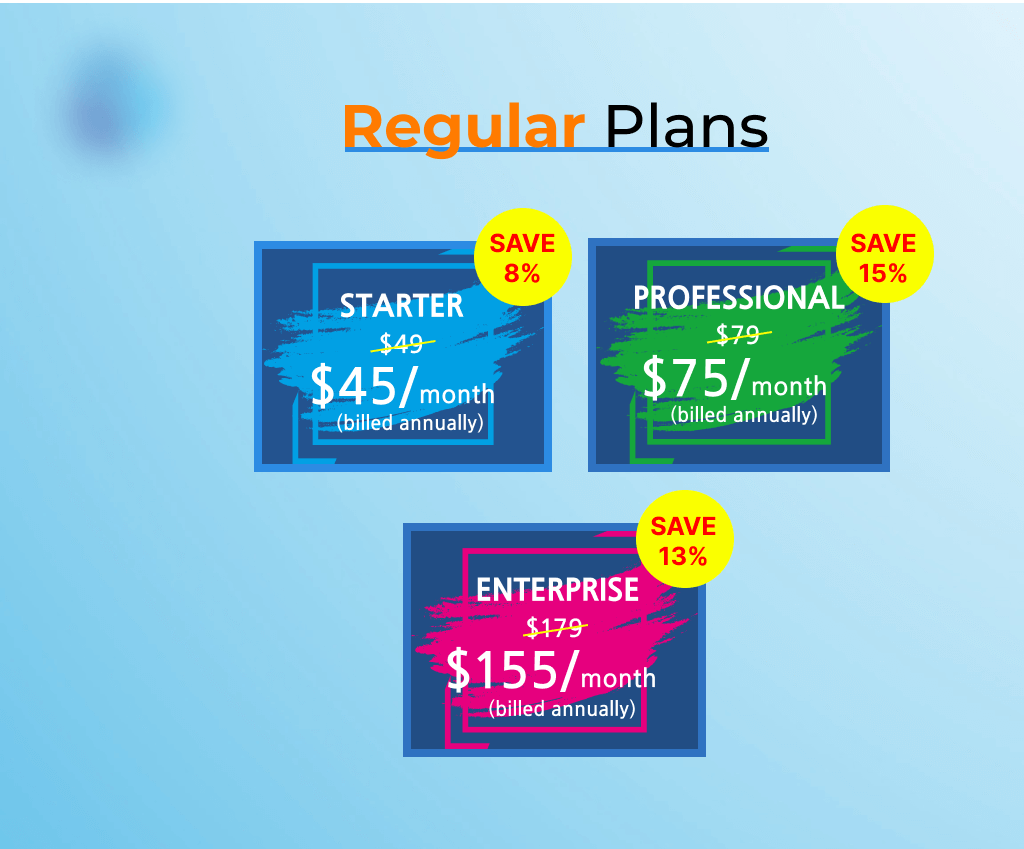 Regular Plans
SAVE
8%
STARTER
$49
$45/month
(billed annually)
SAVE
15%
PROFESSIONAL
$79
$75/month
(billed annually)
SAVE
13%
ENTERPRISE
$179
$155/month
(billed annually)